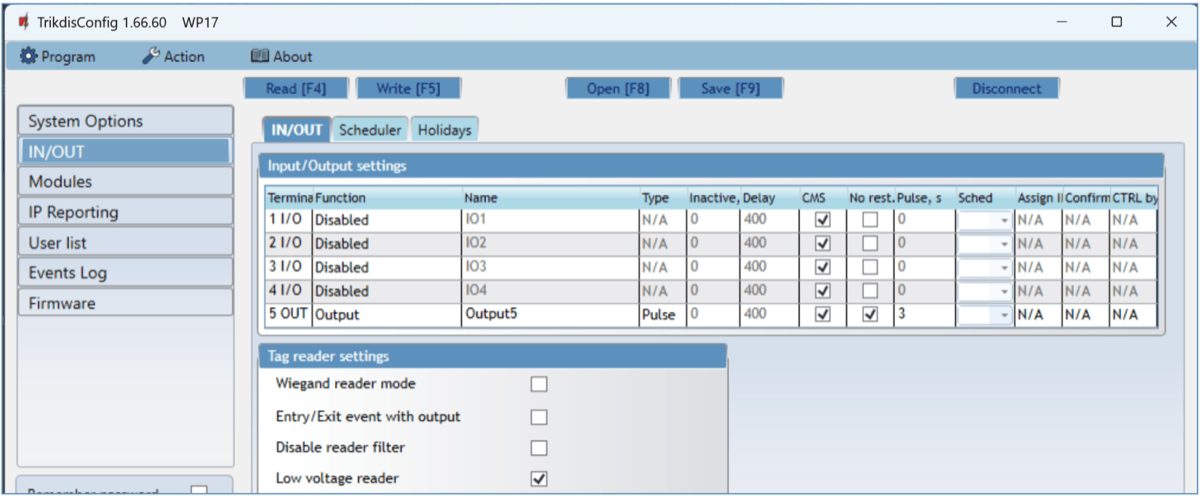 TrikdisConfig 1.66.60 WP17
Program Action About
Read [F4] Write [F5] Open [F8] Save [F9] Disconnect
System Options
IN/OUT
Modules
IP Reporting
User list
Events Log
Firmware
Remember password
IN/OUT Scheduler Holidays
Input/Output settings
Termina Function Name Type Inactive, Delay CMS No rest. Pulse, s Sched Assign I Confirm CTRL by
1 I/O Disabled IO1 N/A 0 400 0 N/A N/A N/A
2 I/O Disabled IO2 N/A 0 400 0 N/A N/A N/A
3 I/O Disabled IO3 N/A 0 400 0 N/A N/A N/A
4 I/O Disabled IO4 N/A 0 400 0 N/A N/A N/A
5 OUT Output Output5 Pulse 0 400 3 N/A N/A N/A
Tag reader settings
Wiegand reader mode
Entry/Exit event with output
Disable reader filter
Low voltage reader